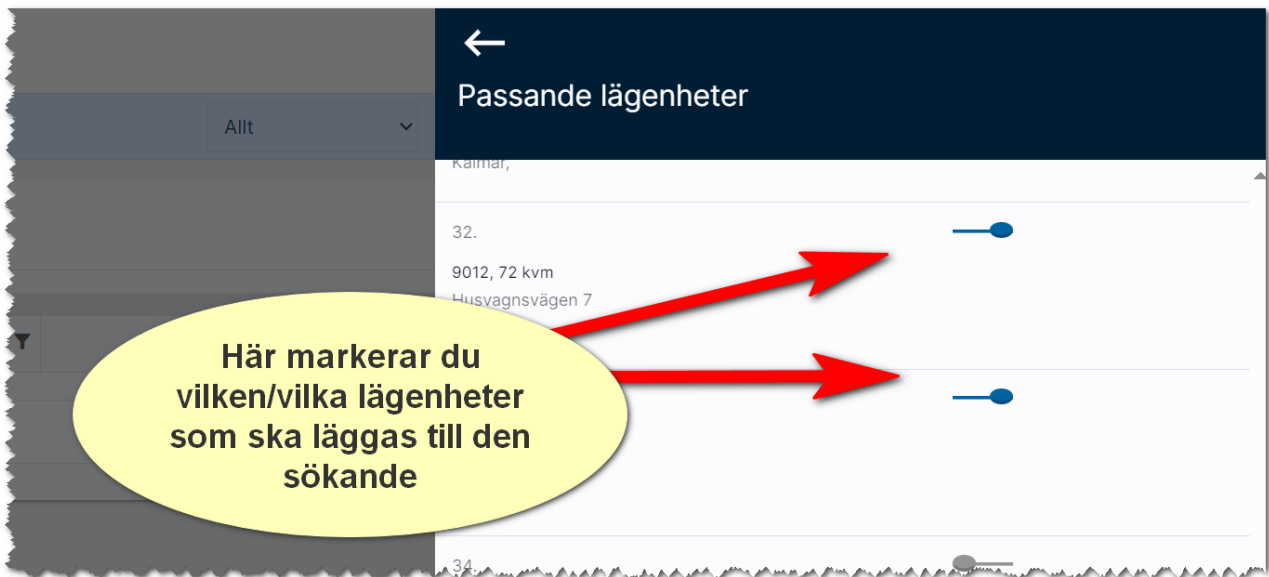 Passande lägenheter
Allt
Kalmar,
32.
9012, 72 kvm
Husvagnsvägen 7
Här markerar du
vilken/vilka lägenheter
som ska läggas till den
sökande
34.